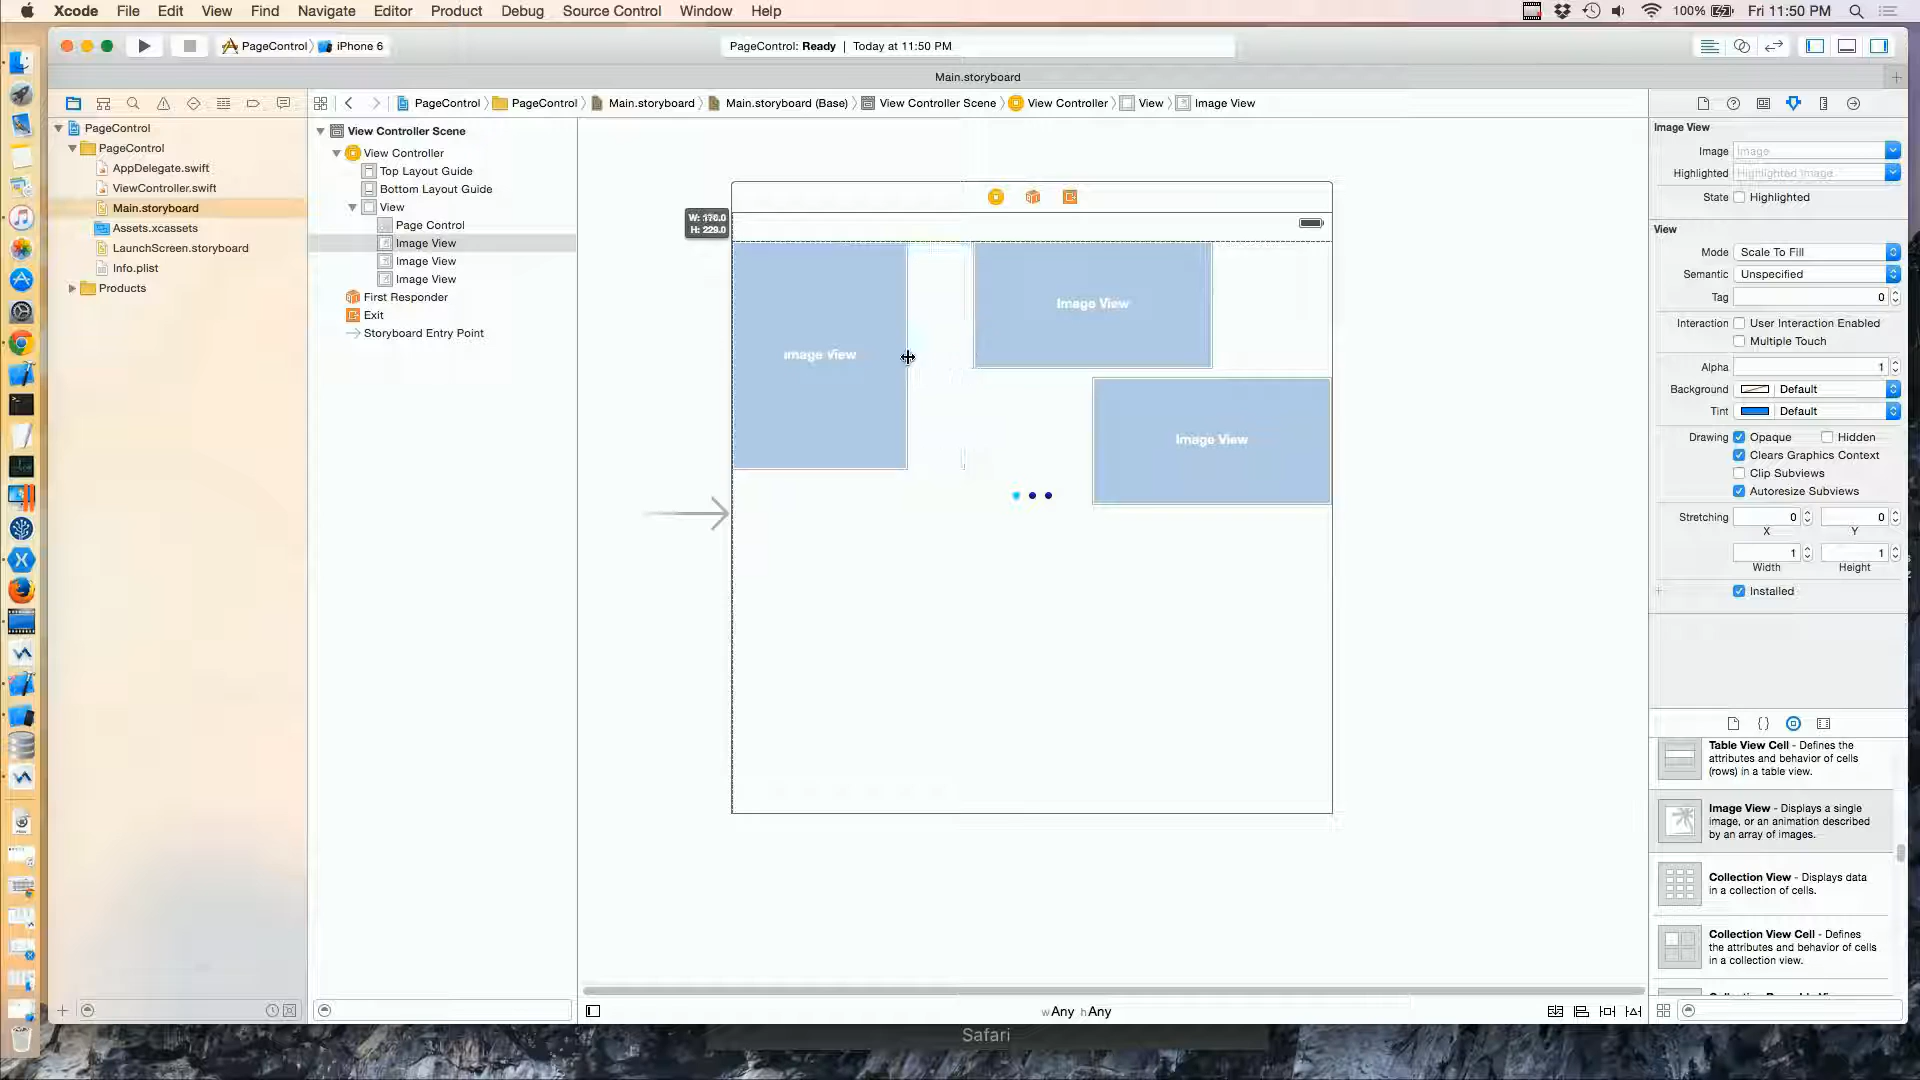 Xcode File Edit View Find Navigate Editor Product Debug Source Control Window Help 100% Fri 11:50 PM
PageControl iPhone 6 PageControl: Ready | Today at 11:50 PM
Main.storyboard
PageControl PageControl Main.storyboard Main.storyboard (Base) View Controller Scene View Controller View Image View
PageControl
PageControl
AppDelegate.swift
ViewController.swift
Main.storyboard
Assets.xcassets
LaunchScreen.storyboard
Info.plist
Products
View Controller Scene
View Controller
Top Layout Guide
Bottom Layout Guide
View
Page Control
Image View
Image View
Image View
First Responder
Exit
Storyboard Entry Point
W: 176.0
H: 229.0
Image View
Image View
Image View
wAny hAny
Image View
Image Image
Highlighted Highlighted Image
State Highlighted
View
Mode Scale To Fill
Semantic Unspecified
Tag 0
Interaction User Interaction Enabled
Multiple Touch
Alpha 1
Background Default
Tint Default
Drawing Opaque Hidden
Clears Graphics Context
Clip Subviews
Autoresize Subviews
Stretching 0 0
X Y
1 1
Width Height
Installed
Table View Cell - Defines the
attributes and behavior of cells
(rows) in a table view.
Image View - Displays a single
image, or an animation described
by an array of images.
Collection View - Displays data
in a collection of cells.
Collection View Cell - Defines
the attributes and behavior of cells
in a collection view.
Safari